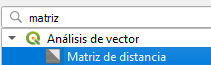 matriz
Análisis de vector
Matriz de distancia